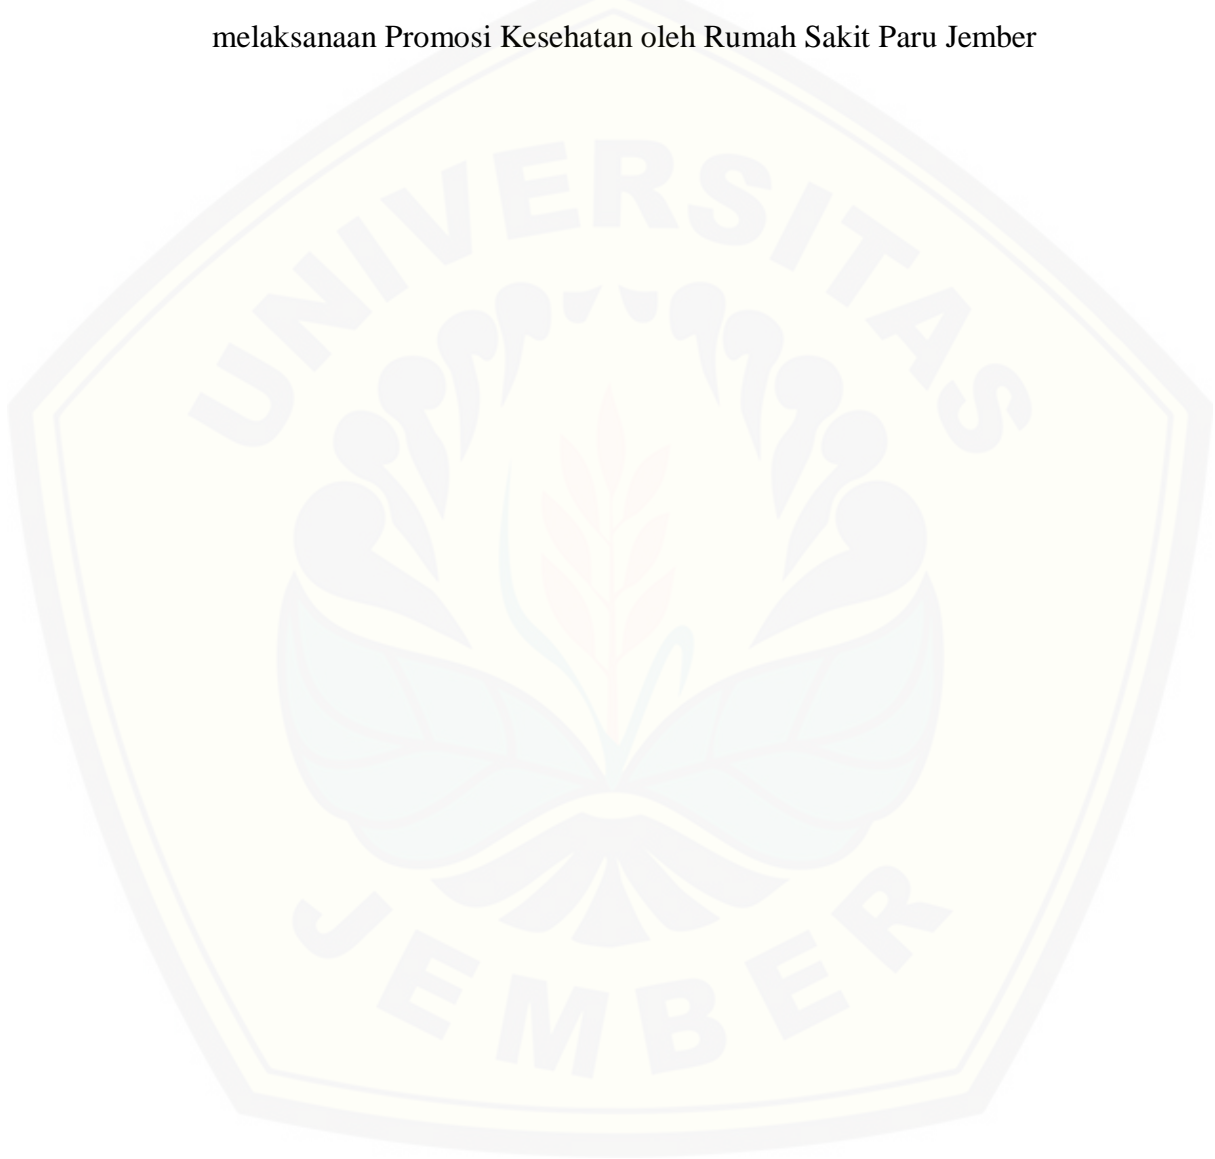 melaksanaan Promosi Kesehatan oleh Rumah Sakit Paru Jember
UNIVERSITAS
JEMBER